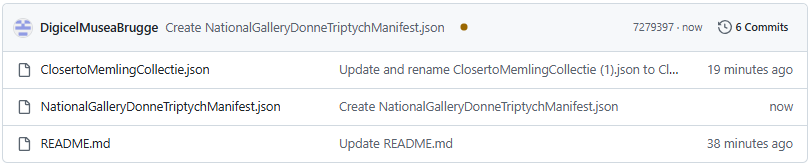 DigicelMuseaBrugge Create NationalGalleryDonneTriptychManifest.json 7279397 · now 6 Commits
ClosertoMemlingCollectie.json Update and rename ClosertoMemlingCollectie (1).json to Cl... 19 minutes ago
NationalGalleryDonneTriptychManifest.json Create NationalGalleryDonneTriptychManifest.json now
README.md Update README.md 38 minutes ago